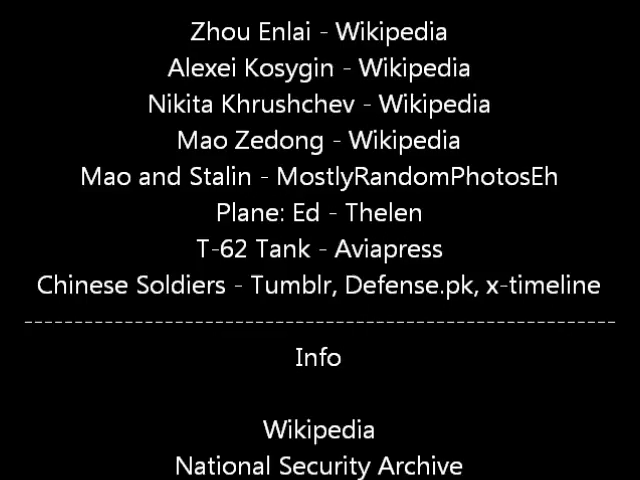 Zhou Enlai - Wikipedia
Alexei Kosygin - Wikipedia
Nikita Khrushchev - Wikipedia
Mao Zedong - Wikipedia
Mao and Stalin - MostlyRandomPhotosEh
Plane: Ed - Thelen
T-62 Tank - Aviapress
Chinese Soldiers - Tumblr, Defense.pk, x-timeline
------------------------------------------------------------
Info
Wikipedia
National Security Archive